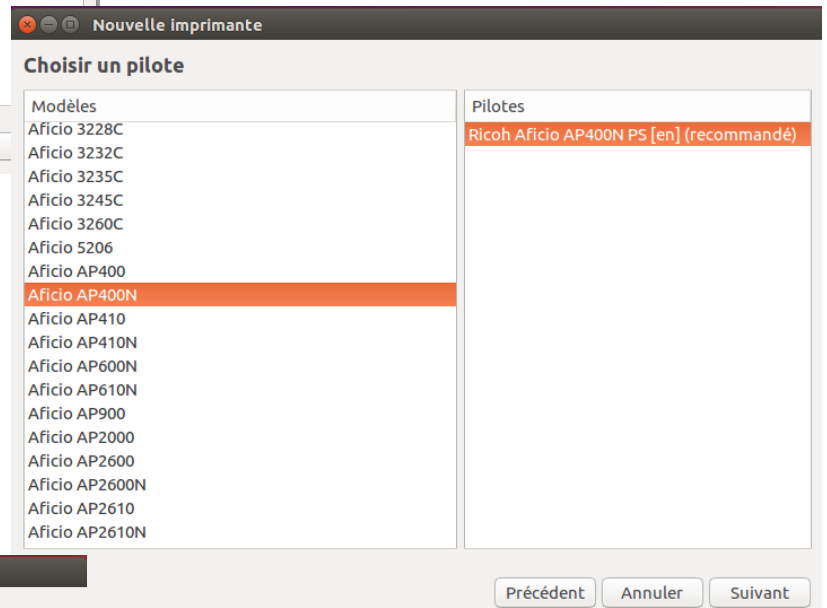 Nouvelle imprimante
Choisir un pilote
Modèles
Aficio 3228C
Aficio 3232C
Aficio 3235C
Aficio 3245C
Aficio 3260C
Aficio 5206
Aficio AP400
Aficio AP400N
Aficio AP410
Aficio AP410N
Aficio AP600N
Aficio AP610N
Aficio AP900
Aficio AP2000
Aficio AP2600
Aficio AP2600N
Aficio AP2610
Aficio AP2610N
Pilotes
Ricoh Aficio AP400N PS [en] (recommandé)
Précédent
Annuler
Suivant